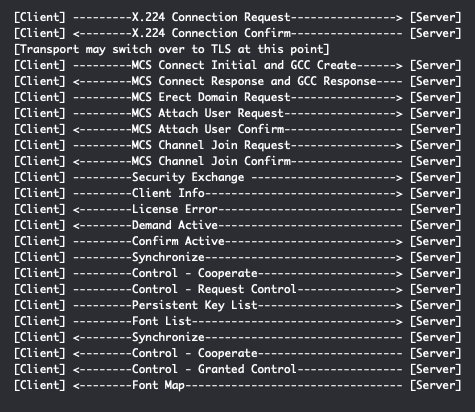 [Client] ---------X.224 Connection Request----------------> [Server]
[Client] <--------X.224 Connection Confirm----------------- [Server]
[Transport may switch over to TLS at this point]
[Client] ---------MCS Connect Initial and GCC Create------> [Server]
[Client] <--------MCS Connect Response and GCC Response---- [Server]
[Client] ---------MCS Erect Domain Request----------------> [Server]
[Client] ---------MCS Attach User Request-----------------> [Server]
[Client] <--------MCS Attach User Confirm------------------ [Server]
[Client] ---------MCS Channel Join Request----------------> [Server]
[Client] <--------MCS Channel Join Confirm----------------- [Server]
[Client] ---------Security Exchange ----------------------> [Server]
[Client] ---------Client Info-----------------------------> [Server]
[Client] <--------License Error---------------------------- [Server]
[Client] <--------Demand Active---------------------------- [Server]
[Client] ---------Confirm Active--------------------------> [Server]
[Client] ---------Synchronize-----------------------------> [Server]
[Client] ---------Control - Cooperate---------------------> [Server]
[Client] ---------Control - Request Control---------------> [Server]
[Client] ---------Persistent Key List---------------------> [Server]
[Client] ---------Font List-------------------------------> [Server]
[Client] <--------Synchronize------------------------------ [Server]
[Client] <--------Control - Cooperate---------------------- [Server]
[Client] <--------Control - Granted Control---------------- [Server]
[Client] <--------Font Map--------------------------------- [Server]